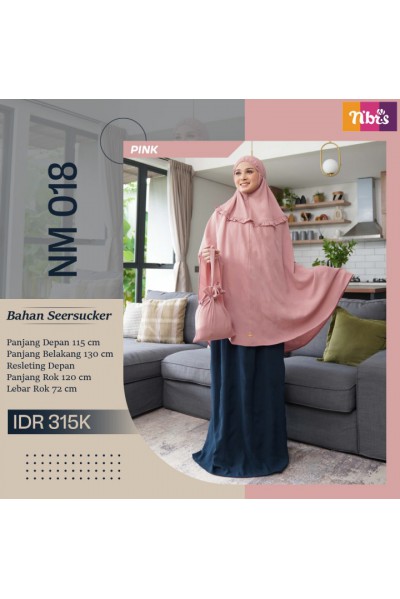 Nbrs
PINK
NM 018
Bahan Seersucker
Panjang Depan 115 cm
Panjang Belakang 130 cm
Resleting Depan
Panjang Rok 120 cm
Lebar Rok 72 cm
IDR 315K